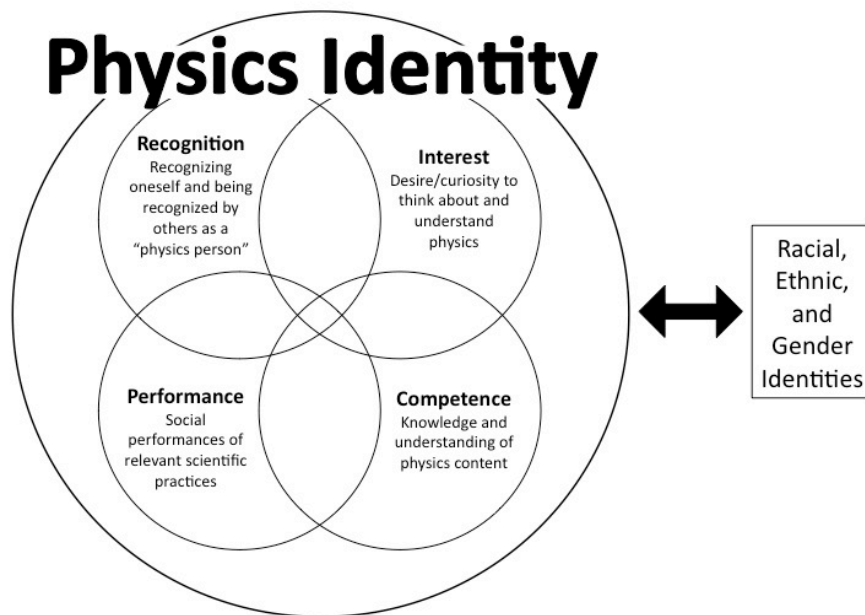 Physics Identity
Recognition
Recognizing
oneself and being
recognized by
others as a
“physics person”
Interest
Desire/curiosity to
think about and
understand
physics
Performance
Social
performances of
relevant scientific
practices
Competence
Knowledge and
understanding of
physics content
Racial,
Ethnic,
and
Gender
Identities